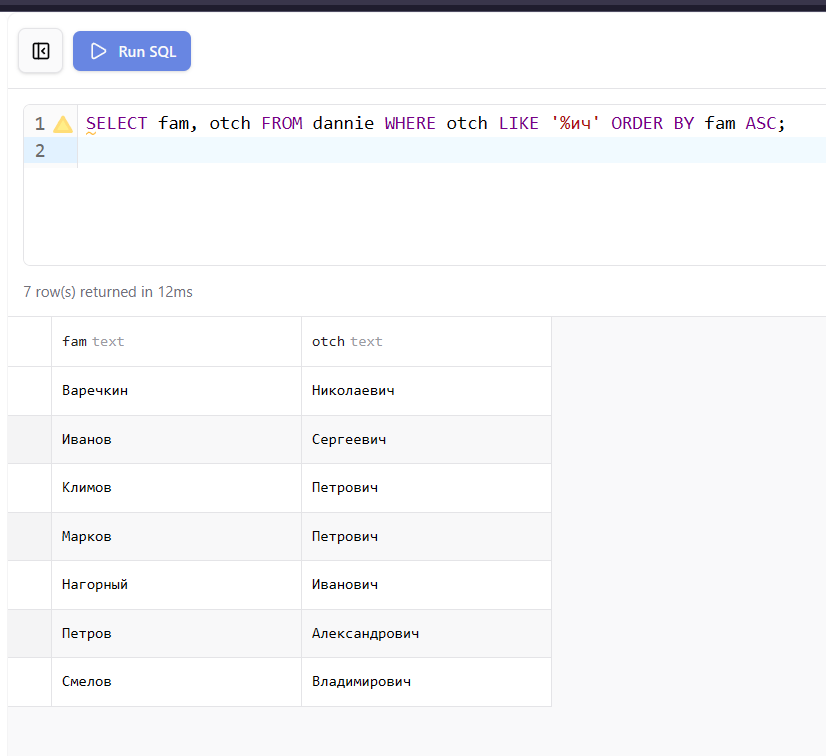 Run SQL
1 SELECT fam, otch FROM dannie WHERE otch LIKE '%ич' ORDER BY fam ASC;
2
7 row(s) returned in 12ms
fam text otch text
Варечкин Николаевич
Иванов Сергеевич
Климов Петрович
Марков Петрович
Нагорный Иванович
Петров Александрович
Смелов Владимирович